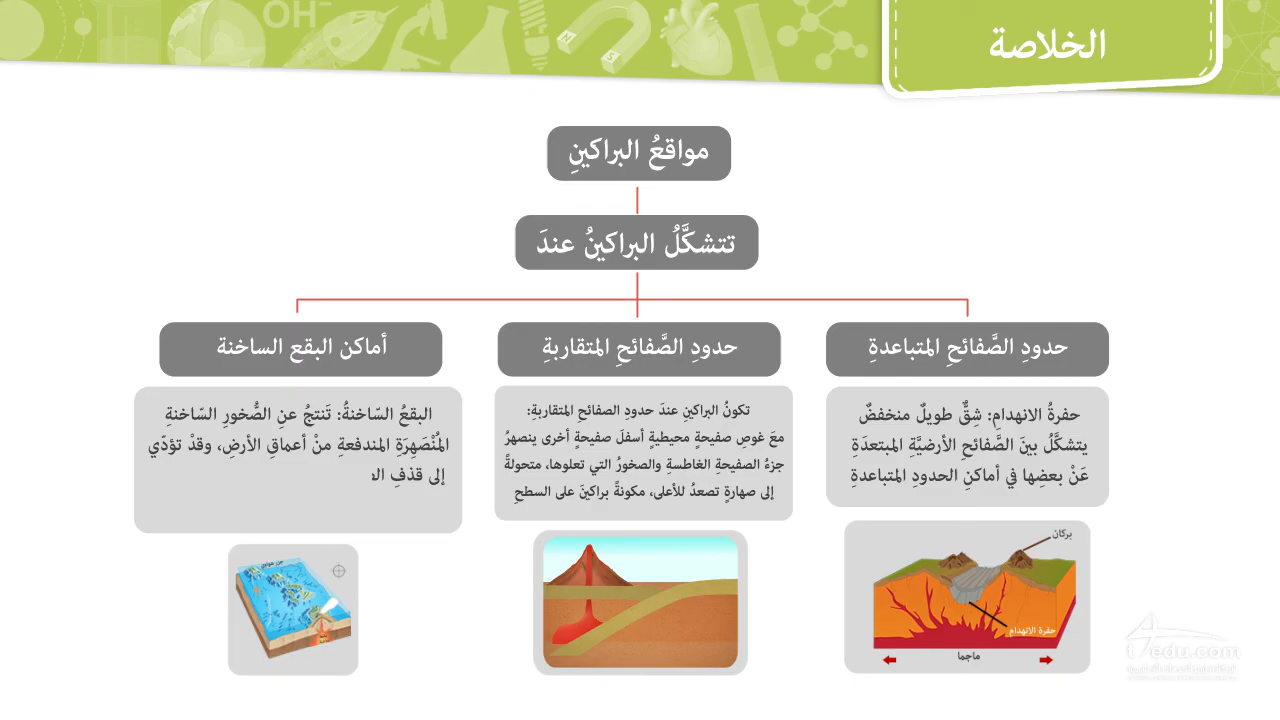 OH⁻
N
S
الخلاصة
مواقعُ البراكينِ
تتشكَّلُ البراكينُ عندَ
حدودِ الصَّفائحِ المتباعدةِ
حدودِ الصَّفائحِ المتقاربةِ
أماكن البقع الساخنة
حفرةُ الانهدامِ: شِقٌّ طويلٌ منخفضٌ
يتشكَّلُ بينَ الصَّفائحِ الأرضيَّةِ المبتعدَةِ
عَنْ بعضِها في أماكنِ الحدودِ المتباعدةِ
تكونُ البراكينِ عندَ حدودِ الصفائحِ المتقاربةِ:
معَ غوصِ صفيحةٍ محيطيةٍ أسفلَ صفيحةٍ أخرى ينصهرُ
جزءُ الصفيحةِ الغاطسةِ والصخورُ التي تعلوها، متحولةً
إلى صهارةٍ تصعدُ للأعلى، مكونةً براكينَ على السطحِ
البقعُ السّاخنةُ: تَنتجُ عنِ الصُّخورِ السّاخنةِ
المُنْصَهِرَةِ المندفعةِ منْ أعماقِ الأرضِ، وقدْ تؤدّي
إلى قذفِ الـ
بركان
حفرة الانهدام
ماجما
edu.com